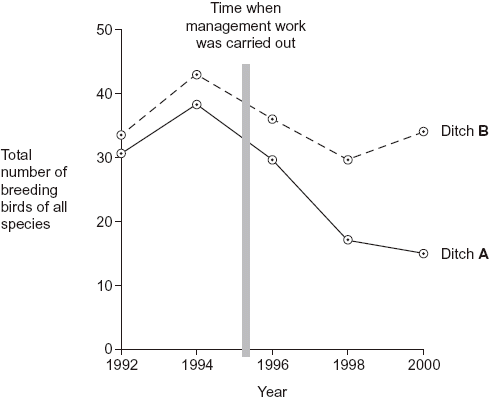 Time when
management work
was carried out
50
40
30
20
10
0
Total
number of
breeding
birds of all
species
Ditch B
Ditch A
1992 1994 1996 1998 2000
Year